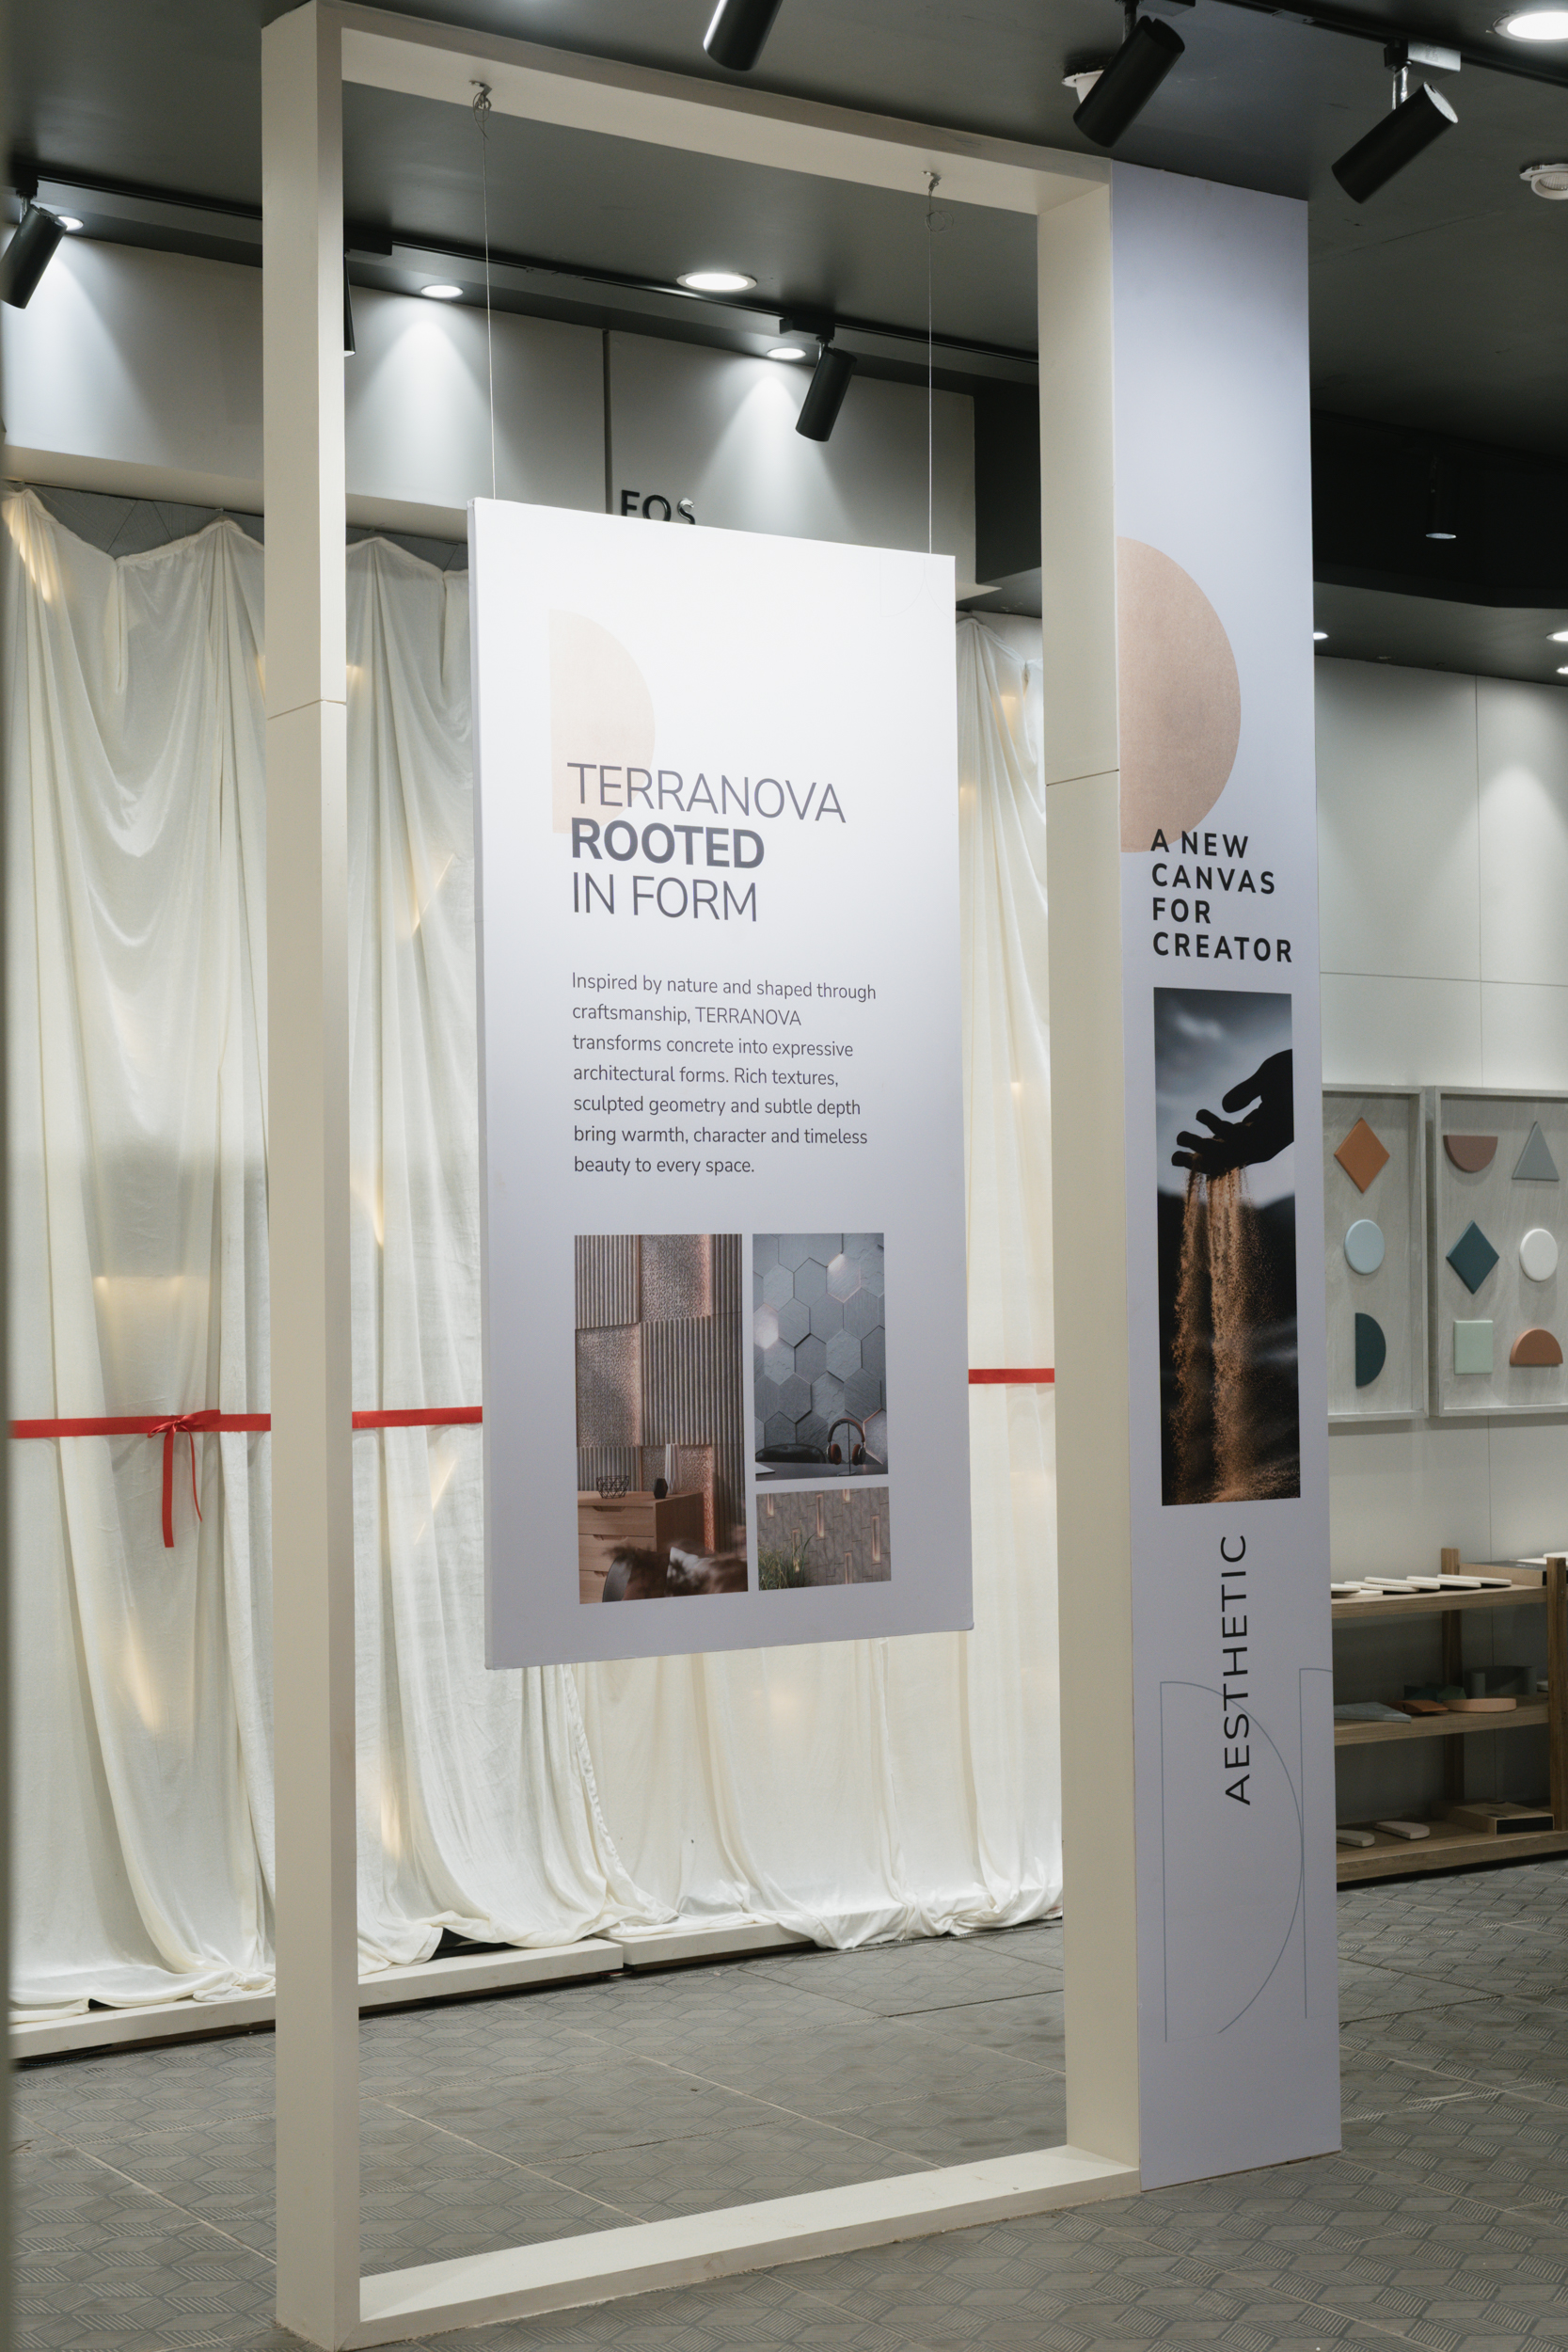 FOS
TERRANOVA
ROOTED
IN FORM
Inspired by nature and shaped through
craftsmanship, TERRANOVA
transforms concrete into expressive
architectural forms. Rich textures,
sculpted geometry and subtle depth
bring warmth, character and timeless
beauty to every space.
A NEW
CANVAS
FOR
CREATOR
AESTHETIC